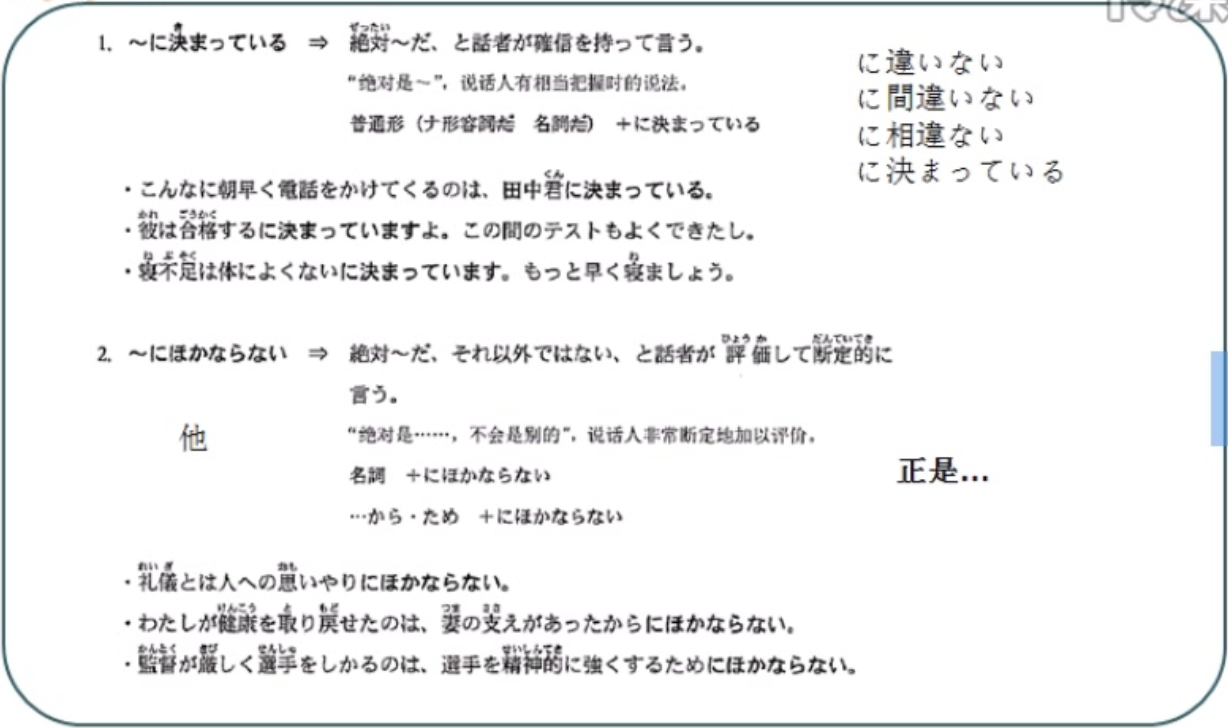 1. ～に決まっている ⇒ 絶対～だ、と話者が確信を持って言う。
“绝对是～”，说话人有相当把握时的说法。
普通形（ナ形容詞だ 名詞だ） ＋に決まっている
に違いない
に間違いない
に相違ない
に決まっている
・こんなに朝早く電話をかけてくるのは、田中君に決まっている。
・彼は合格するに決まっていますよ。この間のテストもよくできたし。
・寝不足は体によくないに決まっています。もっと早く寝ましょう。
2. ～にほかならない ⇒ 絶対～だ、それ以外ではない、と話者が評価して断定的に
言う。
他
“绝对是……，不会是别的”，说话人非常断定地加以评价。
正是…
名詞 ＋にほかならない
…から・ため ＋にほかならない
・礼儀とは人への思いやりにほかならない。
・わたしが健康を取り戻せたのは、妻の支えがあったからにほかならない。
・監督が厳しく選手をしかるのは、選手を精神的に強くするためにほかならない。